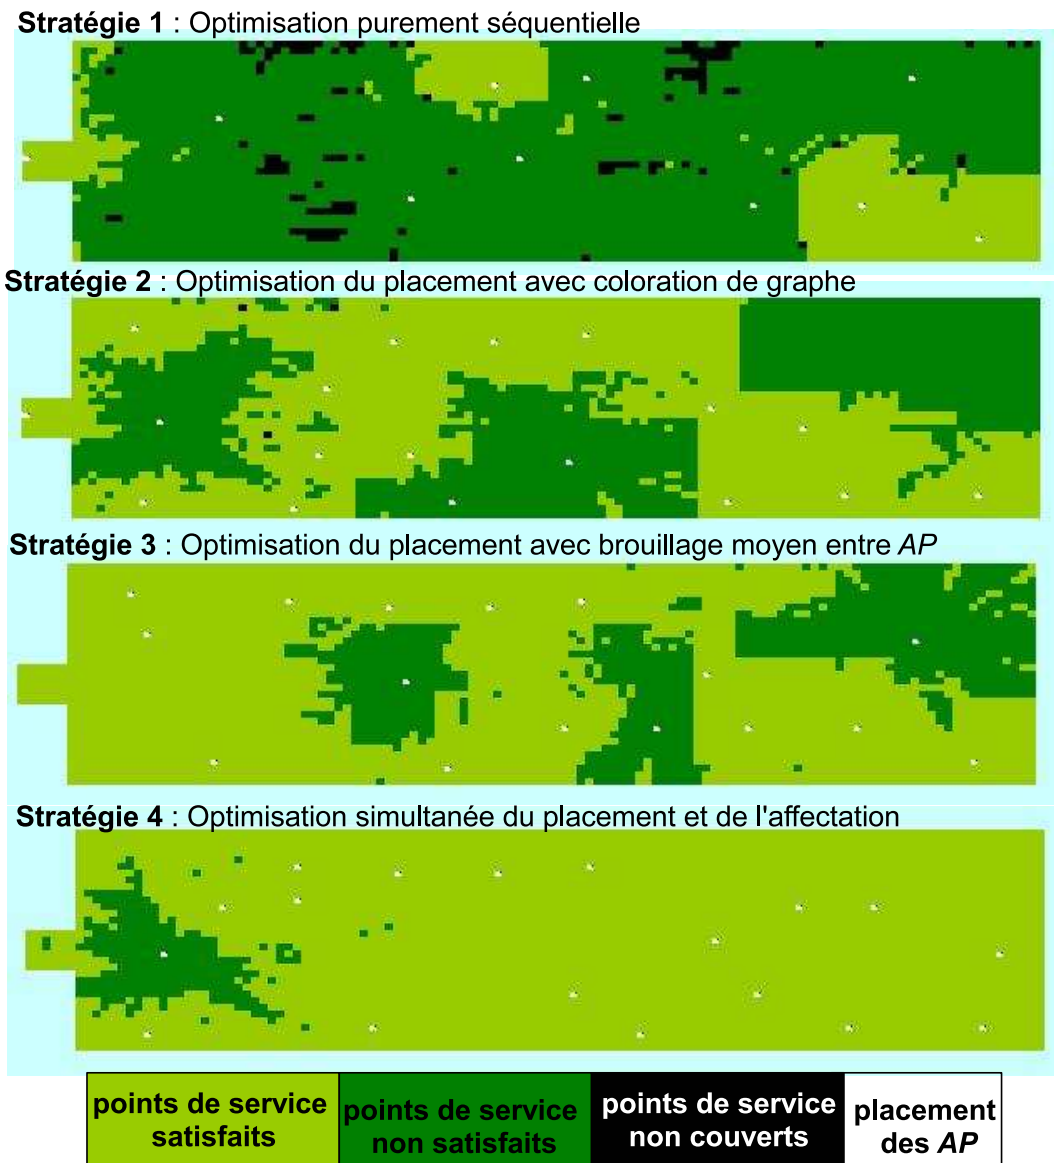 Stratégie 1 : Optimisation purement séquentielle
Stratégie 2 : Optimisation du placement avec coloration de graphe
Stratégie 3 : Optimisation du placement avec brouillage moyen entre AP
Stratégie 4 : Optimisation simultanée du placement et de l'affectation
points de service satisfaits
points de service non satisfaits
points de service non couverts
placement des AP